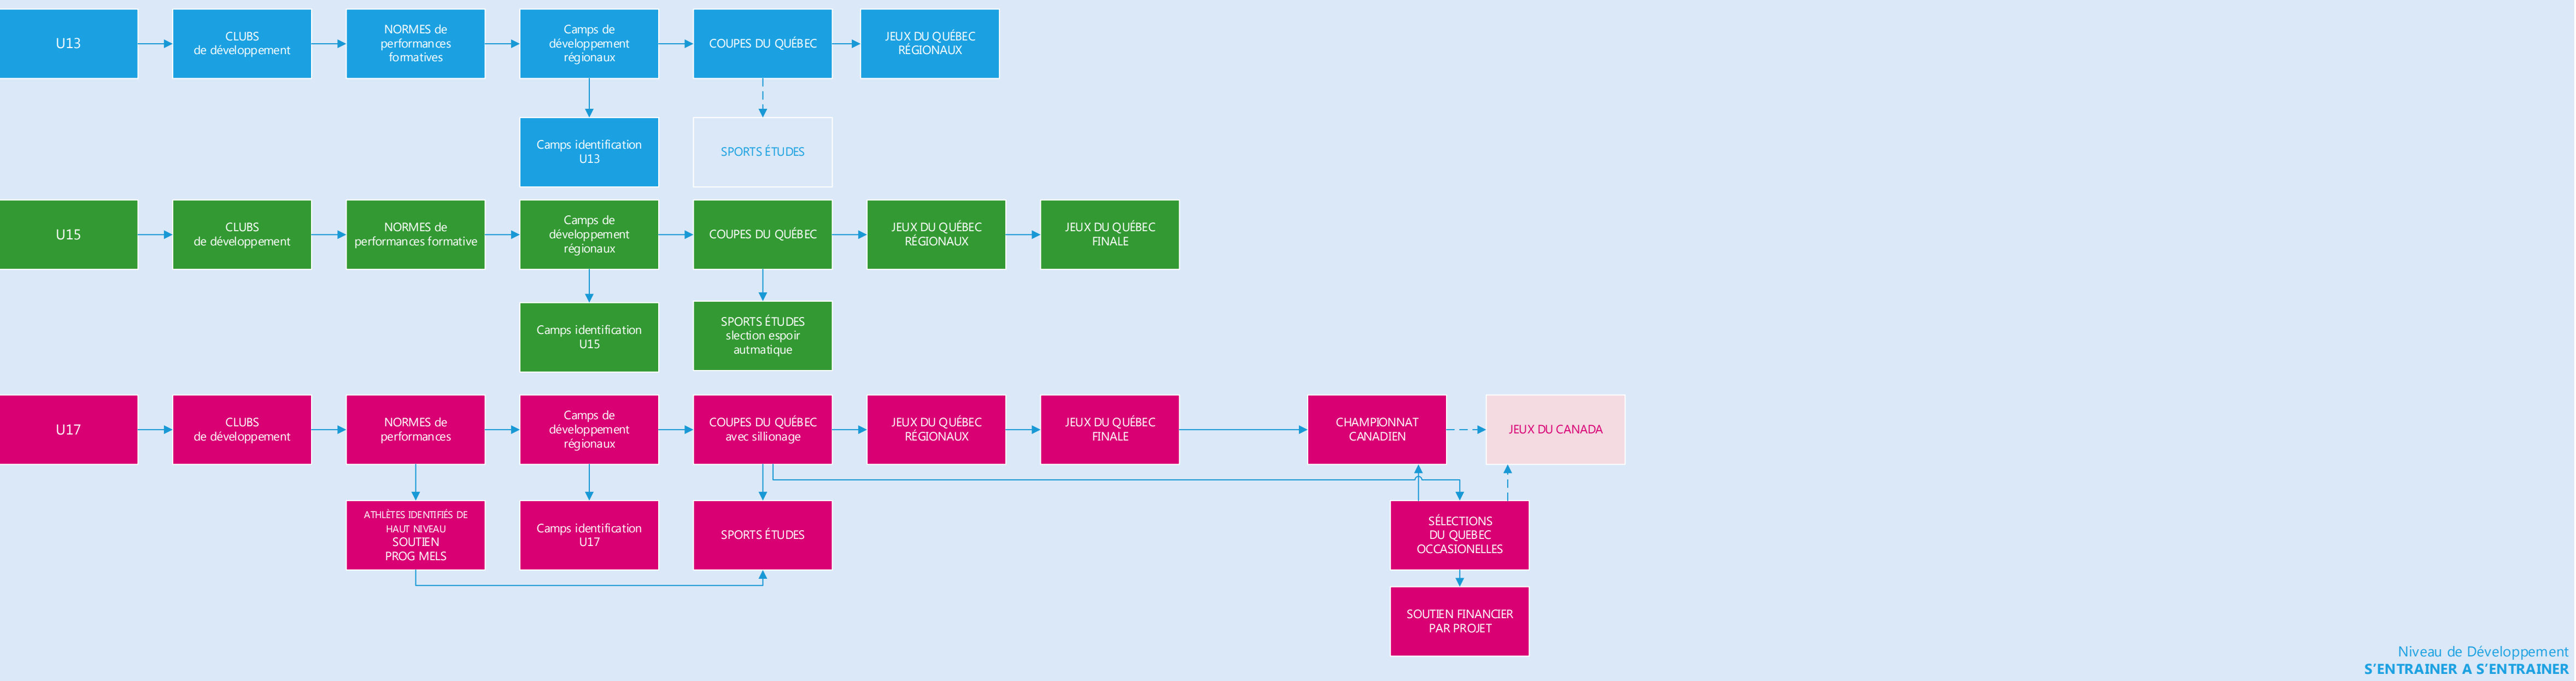 U13
CLUBS
de développement
NORMES de
performances
formatives
Camps de
développement
régionaux
COUPES DU QUÉBEC
JEUX DU QUÉBEC
RÉGIONAUX
Camps identification
U13
SPORTS ÉTUDES
U15
CLUBS
de développement
NORMES de
performances formative
Camps de
développement
régionaux
COUPES DU QUÉBEC
JEUX DU QUÉBEC
RÉGIONAUX
JEUX DU QUÉBEC
FINALE
Camps identification
U15
SPORTS ÉTUDES
slection espoir
autmatique
U17
CLUBS
de développement
NORMES de
performances
Camps de
développement
régionaux
COUPES DU QUÉBEC
avec sillionage
JEUX DU QUÉBEC
RÉGIONAUX
JEUX DU QUÉBEC
FINALE
CHAMPIONNAT
CANADIEN
JEUX DU CANADA
ATHLÈTES IDENTIFIÉS DE
HAUT NIVEAU
SOUTIEN
PROG MELS
Camps identification
U17
SPORTS ÉTUDES
SÉLECTIONS
DU QUEBEC
OCCASIONELLES
SOUTIEN FINANCIER
PAR PROJET
Niveau de Développement
S'ENTRAINER A S'ENTRAINER